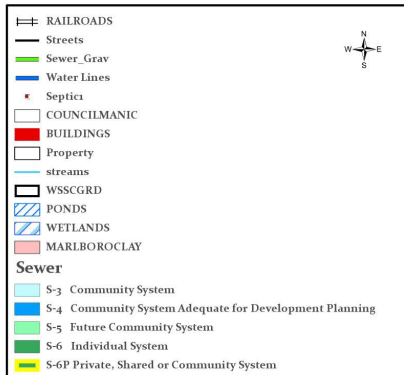 RAILROADS
Streets
Sewer_Grav
Water Lines
Septic1
COUNCILMANIC
BUILDINGS
Property
streams
WSSCGRD
PONDS
WETLANDS
MARLBOROCLAY
Sewer
S-3 Community System
S-4 Community System Adequate for Development Planning
S-5 Future Community System
S-6 Individual System
S-6P Private, Shared or Community System
N
W E
S